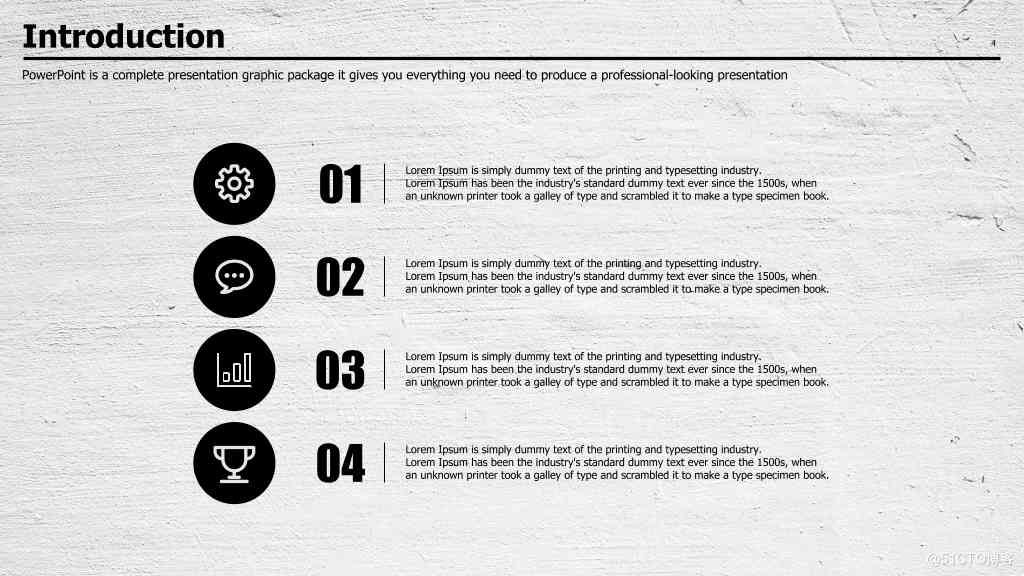 Introduction
4
PowerPoint is a complete presentation graphic package it gives you everything you need to produce a professional-looking presentation
01
Lorem Ipsum is simply dummy text of the printing and typesetting industry.
Lorem Ipsum has been the industry's standard dummy text ever since the 1500s, when
an unknown printer took a galley of type and scrambled it to make a type specimen book.
02
Lorem Ipsum is simply dummy text of the printing and typesetting industry.
Lorem Ipsum has been the industry's standard dummy text ever since the 1500s, when
an unknown printer took a galley of type and scrambled it to make a type specimen book.
03
Lorem Ipsum is simply dummy text of the printing and typesetting industry.
Lorem Ipsum has been the industry's standard dummy text ever since the 1500s, when
an unknown printer took a galley of type and scrambled it to make a type specimen book.
04
Lorem Ipsum is simply dummy text of the printing and typesetting industry.
Lorem Ipsum has been the industry's standard dummy text ever since the 1500s, when
an unknown printer took a galley of type and scrambled it to make a type specimen book.
@51CTO博客